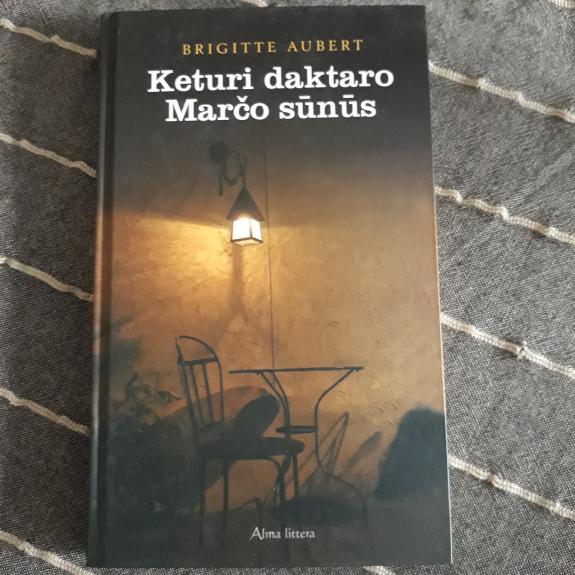 BRIGITTE AUBERT
Keturi daktaro
Marčo sūnūs
Alma littera